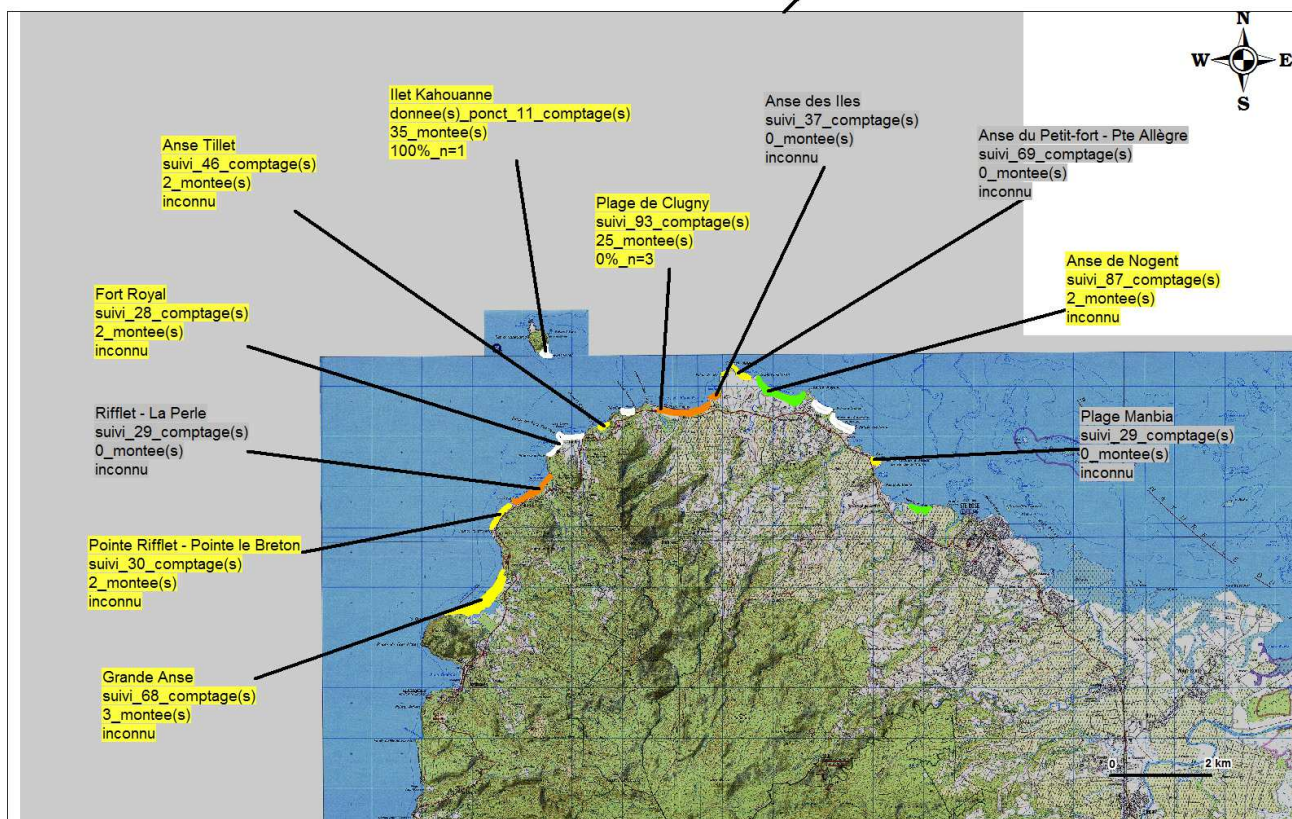 N
W
E
S
Ilet Kahouanne
donnee(s)_ponct_11_comptage(s)
35_montee(s)
100%_n=1
Anse des Iles
suivi_37_comptage(s)
0_montee(s)
inconnu
Anse du Petit-fort - Pte Allègre
suivi_69_comptage(s)
0_montee(s)
inconnu
Anse Tillet
suivi_46_comptage(s)
2_montee(s)
inconnu
Plage de Clugny
suivi_93_comptage(s)
25_montee(s)
0%_n=3
Anse de Nogent
suivi_87_comptage(s)
2_montee(s)
inconnu
Fort Royal
suivi_28_comptage(s)
2_montee(s)
inconnu
Rifflet - La Perle
suivi_29_comptage(s)
0_montee(s)
inconnu
Plage Manbia
suivi_29_comptage(s)
0_montee(s)
inconnu
Pointe Rifflet - Pointe le Breton
suivi_30_comptage(s)
2_montee(s)
inconnu
Grande Anse
suivi_68_comptage(s)
3_montee(s)
inconnu
0
2 km